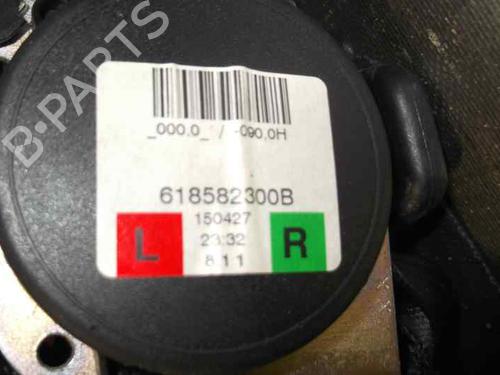 B-PARTS
_000,0_ / -090,0H
618582300B
150427
L 23:32 R
811